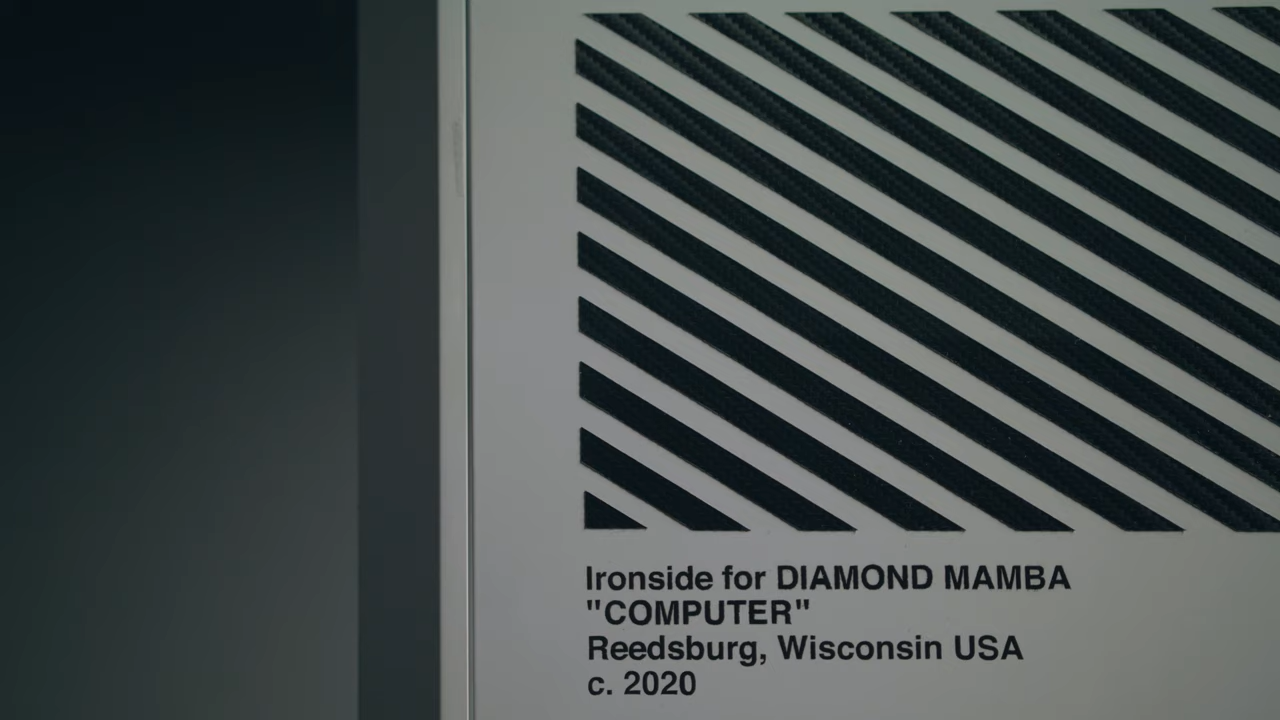 Ironside for DIAMOND MAMBA
"COMPUTER"
Reedsburg, Wisconsin USA
c. 2020